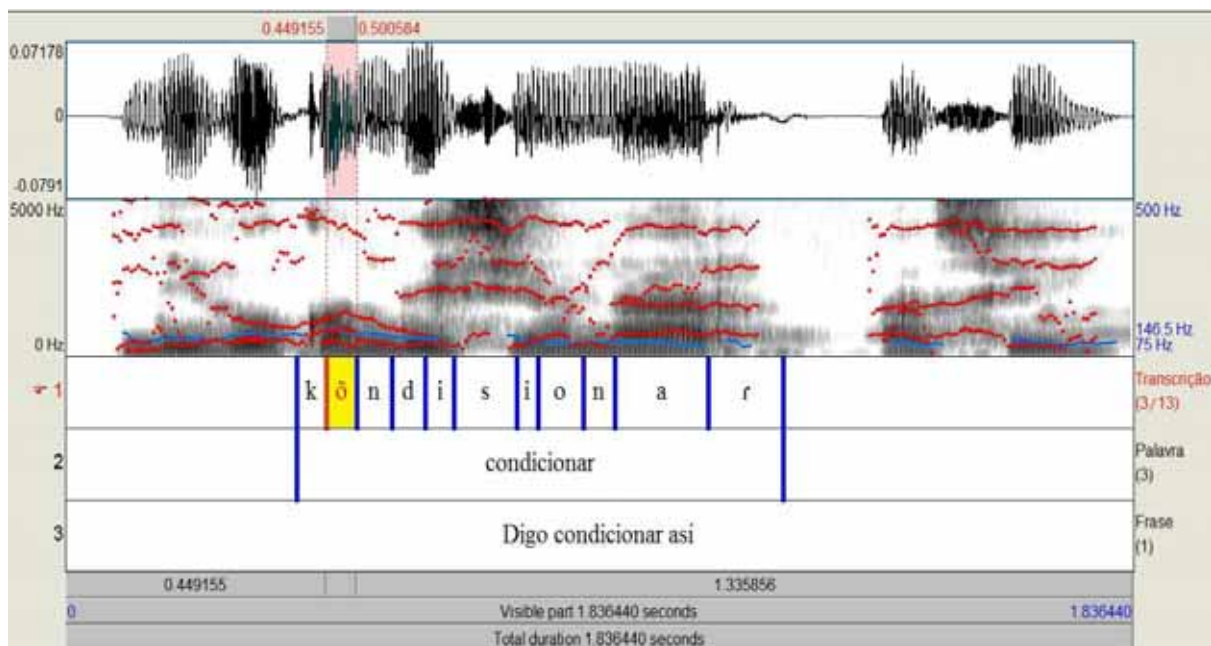 0.449155 0.500584
0.07178
0
-0.0791
5000 Hz 500 Hz
146.5 Hz
0 Hz 75 Hz
1 k õ n d i s i o n a ɾ Transcrição
(3/13)
2 condicionar Palavra
(3)
3 Digo condicionar asi Frase
(1)
0.449155 1.335856
0 Visible part 1.836440 seconds 1.836440
Total duration 1.836440 seconds